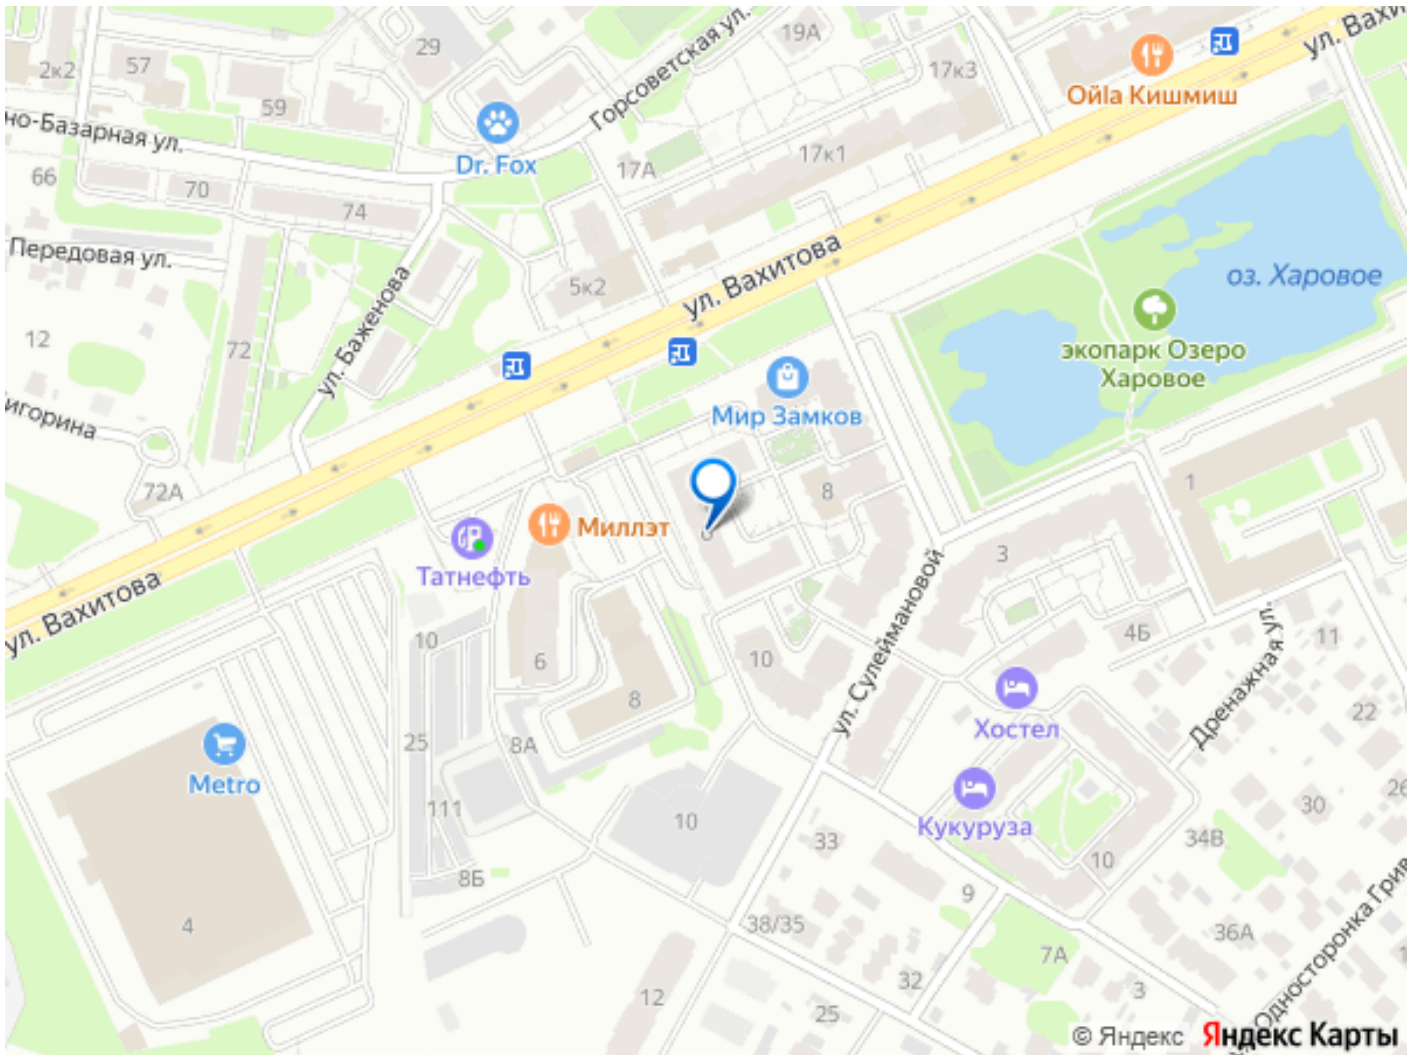 ул. Вахитова
19А
29
Горсоветская ул.
2к2
57
17к3
Ойla Кишмиш
59
но-Базарная ул.
Dr. Fox
17А
17к1
66
70
74
Передовая ул.
ул. Вахитова
оз. Харовое
5к2
ул. Баженова
12
72
экопарк Озеро
Харовое
игорина
Мир Замков
72А
8
1
Миллэт
Татнефть
3
ул. Вахитова
10
6
10
ул. Сулеймановой
4Б
Дренажная ул.
11
8
Хостел
22
25
8А
Metro
111
10
Кукуруза
30
26
33
34В
10
8Б
9
4
38/35
36А
7А
Односторонка Грив
32
12
3
25
© Яндекс Яндекс Карты